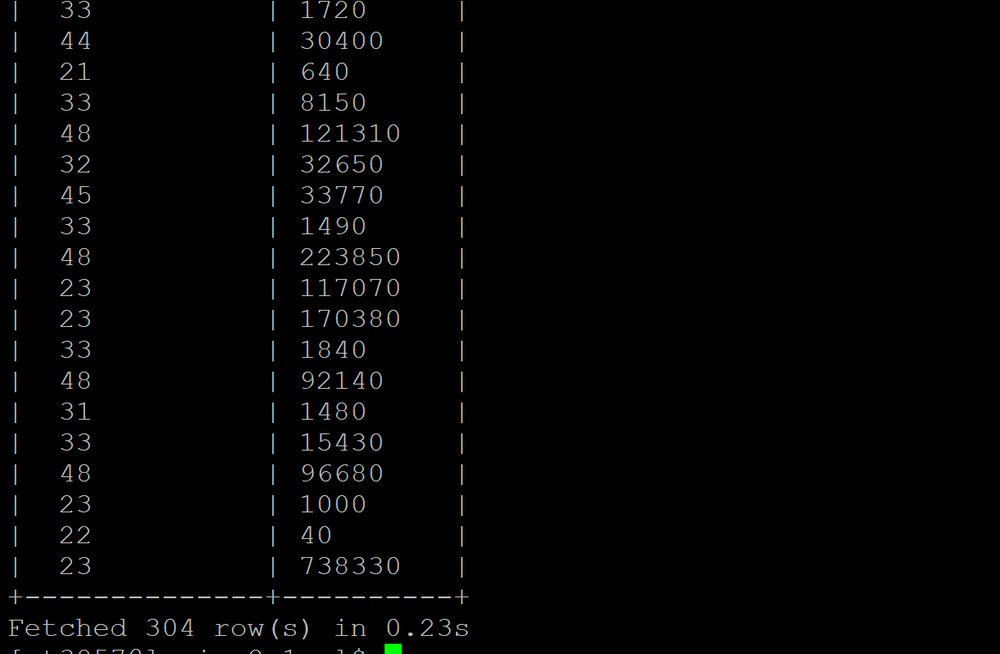 | 33 | 1720 |
| 44 | 30400 |
| 21 | 640 |
| 33 | 8150 |
| 48 | 121310 |
| 32 | 32650 |
| 45 | 33770 |
| 33 | 1490 |
| 48 | 223850 |
| 23 | 117070 |
| 23 | 170380 |
| 33 | 1840 |
| 48 | 92140 |
| 31 | 1480 |
| 33 | 15430 |
| 48 | 96680 |
| 23 | 1000 |
| 22 | 40 |
| 23 | 738330 |
+--------------+----------+
Fetched 304 row(s) in 0.23s